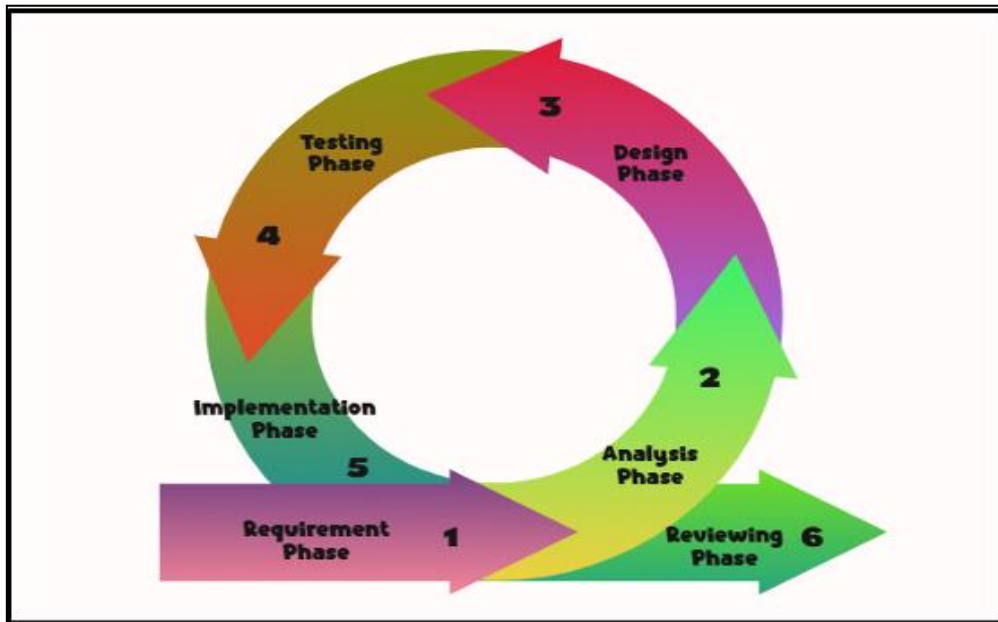 3
Testing
Phase
Design
Phase
4
2
Implementation
Phase
5
Analysis
Phase
Requirement
Phase
1
Reviewing
Phase
6